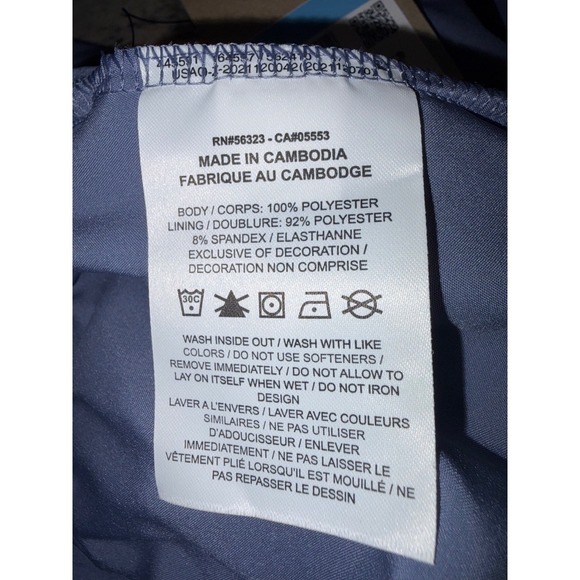 RN#56323 - CA#05553
MADE IN CAMBODIA
FABRIQUE AU CAMBODGE
BODY / CORPS: 100% POLYESTER
LINING / DOUBLURE: 92% POLYESTER
8% SPANDEX / ELASTHANNE
EXCLUSIVE OF DECORATION /
DECORATION NON COMPRISE
30C
WASH INSIDE OUT / WASH WITH LIKE
COLORS / DO NOT USE SOFTENERS /
REMOVE IMMEDIATELY / DO NOT ALLOW TO
LAY ON ITSELF WHEN WET / DO NOT IRON
DESIGN
LAVER A L'ENVERS / LAVER AVEC COULEURS
SIMILAIRES / NE PAS UTILISER
D'ADOUCISSEUR / ENLEVER
IMMEDIATEMENT / NE PAS LAISSER LE
VÊTEMENT PLIÉ LORSQU'IL EST MOUILLÉ / NE
PAS REPASSER LE DESSIN